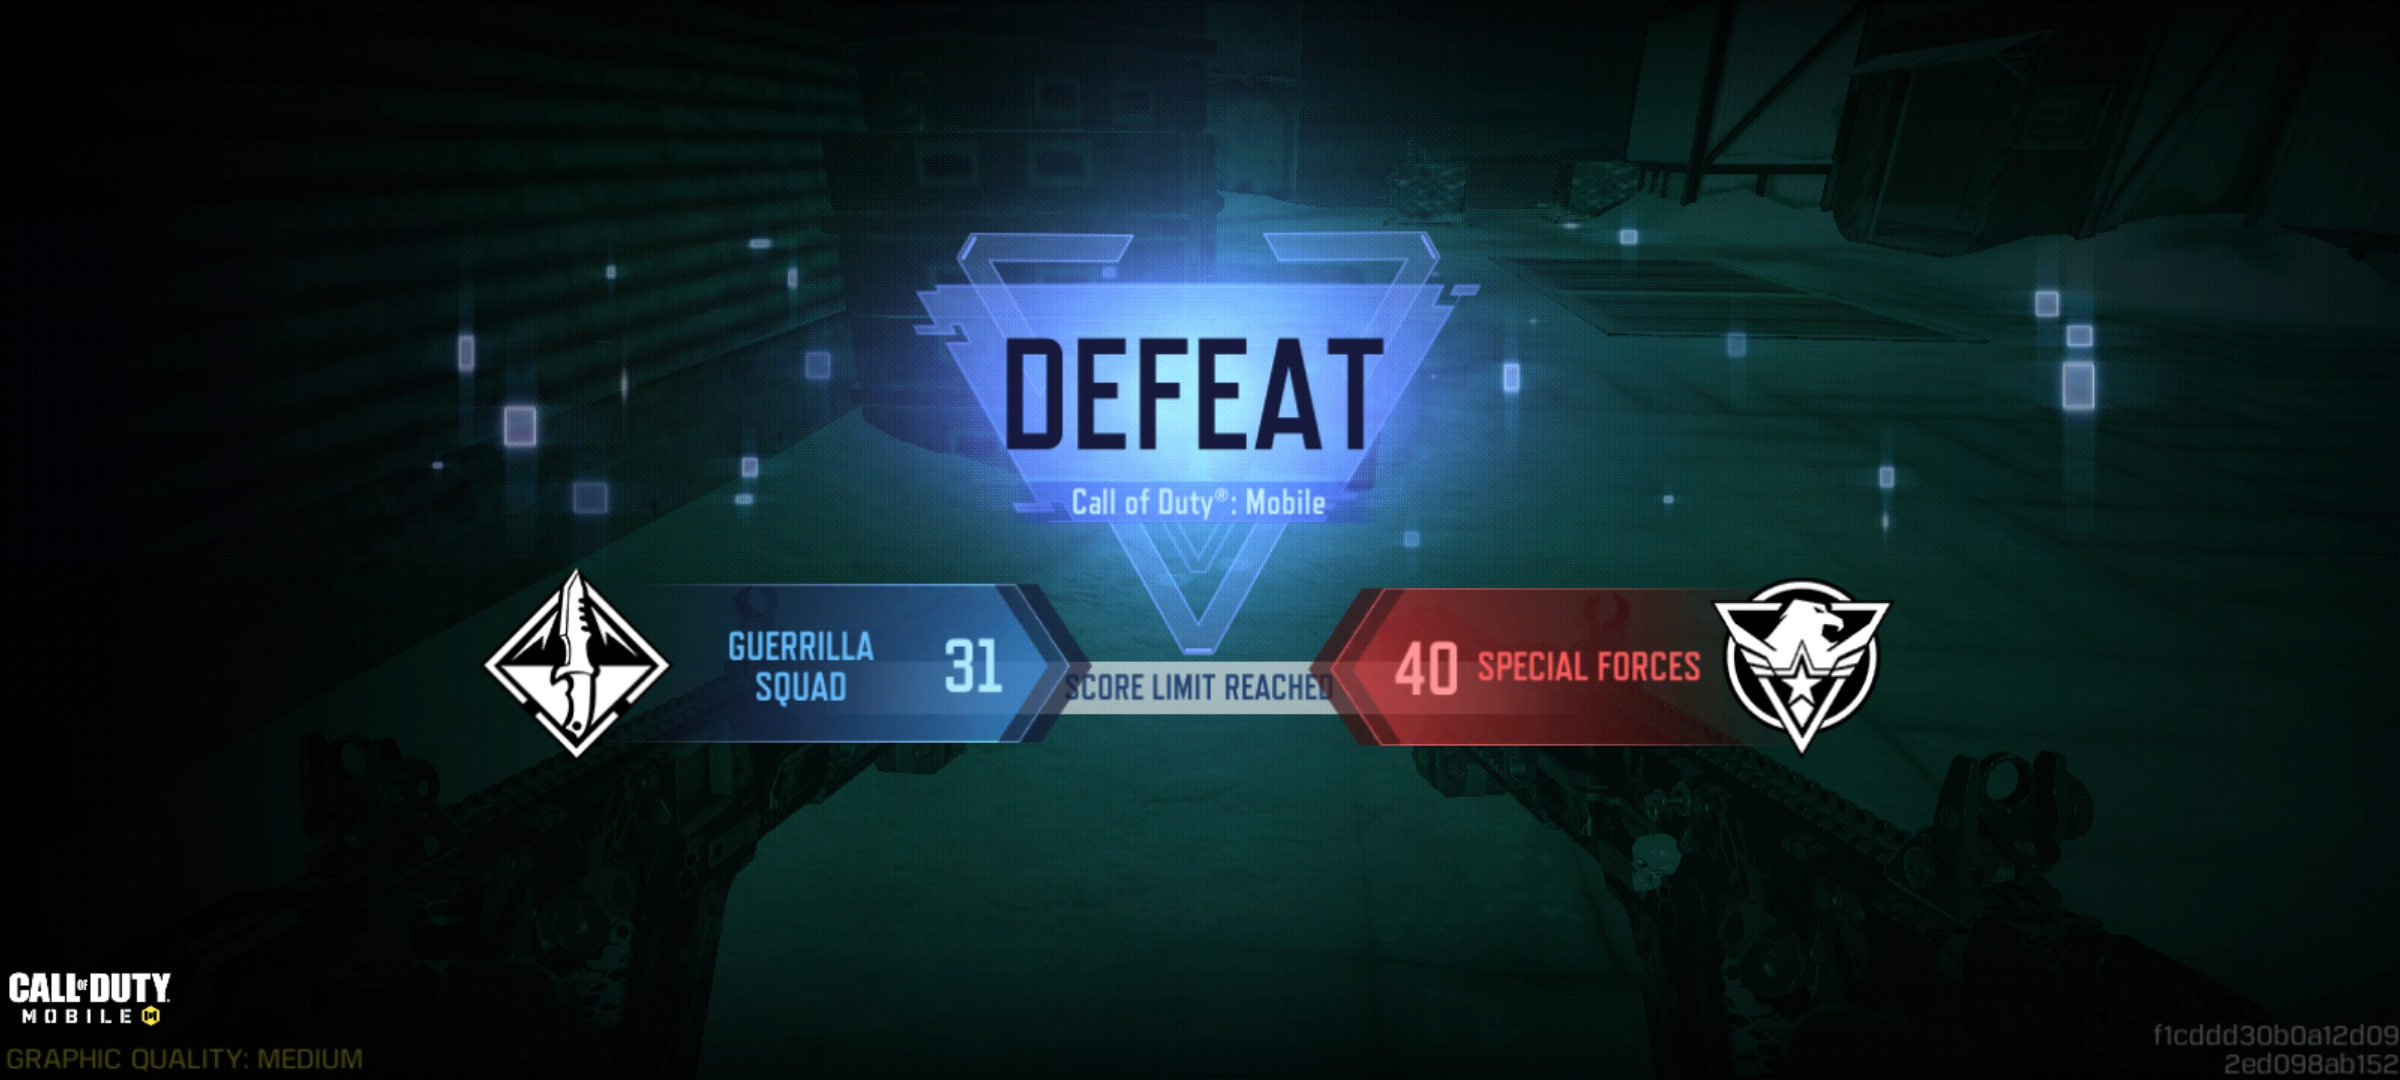 DEFEAT
Call of Duty®: Mobile
GUERRILLA
SQUAD
31
SCORE LIMIT REACHED
40
SPECIAL FORCES
CALL OF DUTY
MOBILE
GRAPHIC QUALITY: MEDIUM
f1cddd30b0a12d09
2ed098ab152